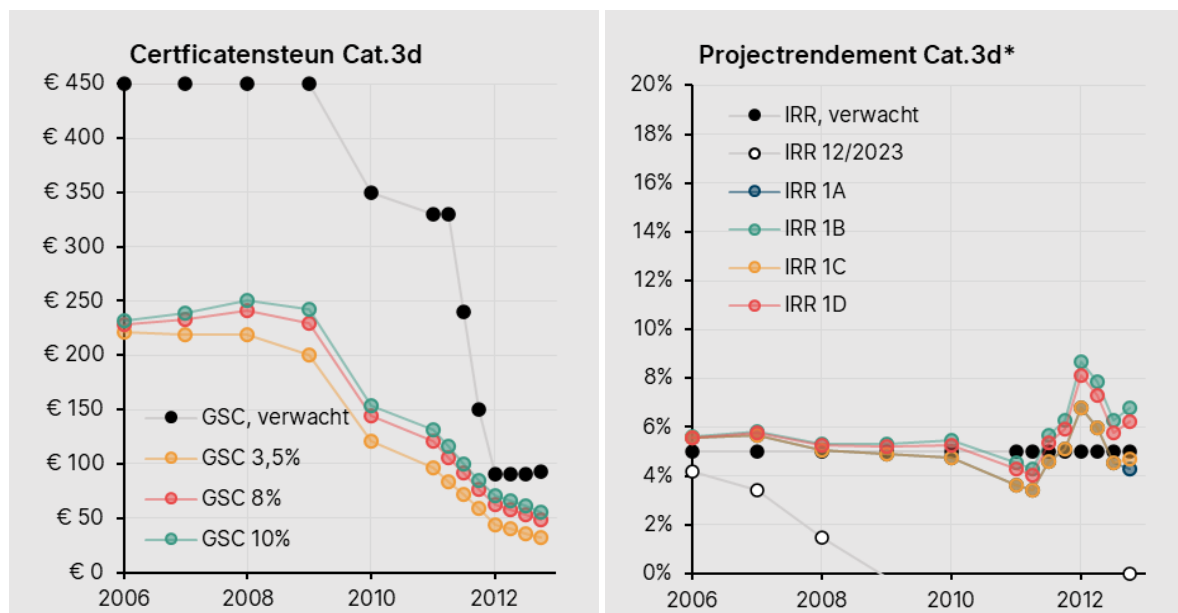 Certficatensteun Cat.3d
€ 450
€ 400
€ 350
€ 300
€ 250
€ 200
€ 150
€ 100
€ 50
€ 0
GSC, verwacht
GSC 3,5%
GSC 8%
GSC 10%
2006
2008
2010
2012
Projectrendement Cat.3d*
20%
18%
16%
14%
12%
10%
8%
6%
4%
2%
0%
IRR, verwacht
IRR 12/2023
IRR 1A
IRR 1B
IRR 1C
IRR 1D
2006
2008
2010
2012